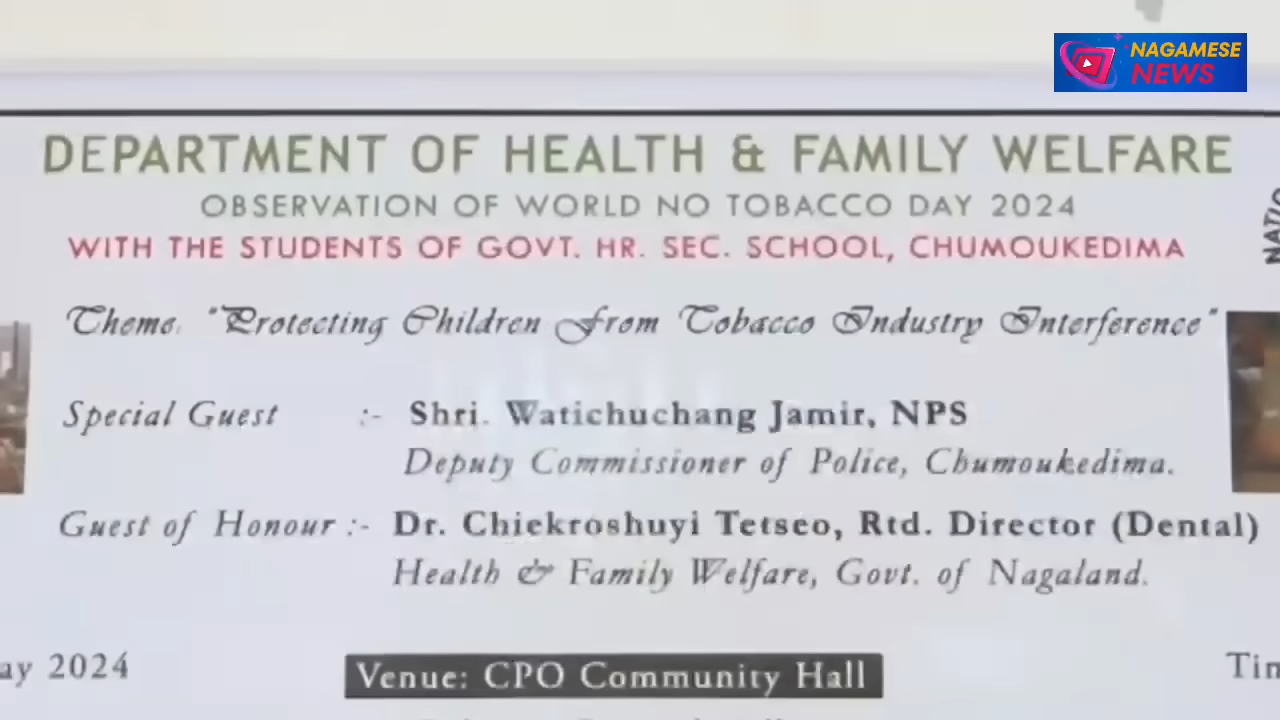 NAGAMESE
NEWS
DEPARTMENT OF HEALTH & FAMILY WELFARE
OBSERVATION OF WORLD NO TOBACCO DAY 2024
WITH THE STUDENTS OF GOVT. HR. SEC. SCHOOL, CHUMOUKEDIMA
Theme: "Protecting Children From Tobacco Industry Interference"
Special Guest :- Shri. Watichuchang Jamir, NPS
Deputy Commissioner of Police, Chumoukedima.
Guest of Honour :- Dr. Chiekroshuyi Tetseo, Rtd. Director (Dental)
Health & Family Welfare, Govt. of Nagaland.
2024
Venue: CPO Community Hall